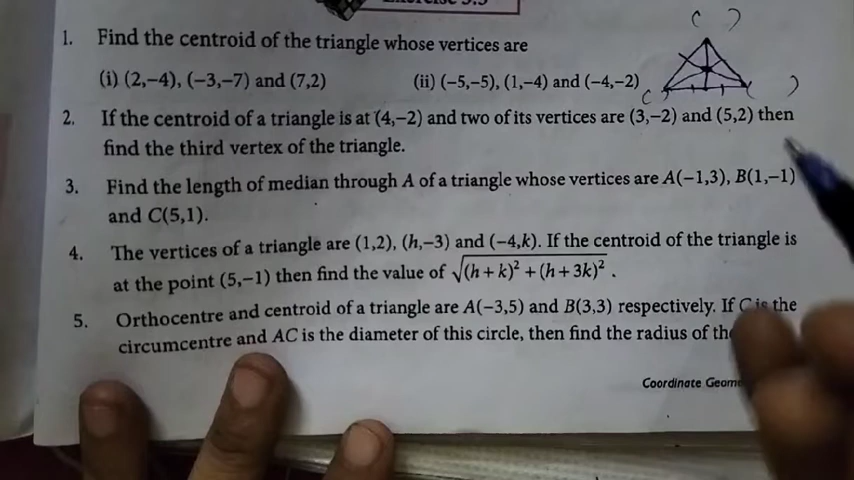 1. Find the centroid of the triangle whose vertices are
(i) (2,−4), (−3,−7) and (7,2) (ii) (−5,−5), (1,−4) and (−4,−2)
2. If the centroid of a triangle is at (4,−2) and two of its vertices are (3,−2) and (5,2) then
find the third vertex of the triangle.
3. Find the length of median through A of a triangle whose vertices are A(−1,3), B(1,−1)
and C(5,1).
4. The vertices of a triangle are (1,2), (h,−3) and (−4,k). If the centroid of the triangle is
at the point (5,−1) then find the value of √(h+k)² + (h+3k)² .
5. Orthocentre and centroid of a triangle are A(−3,5) and B(3,3) respectively. If C is the
circumcentre and AC is the diameter of this circle, then find the radius of the
Coordinate